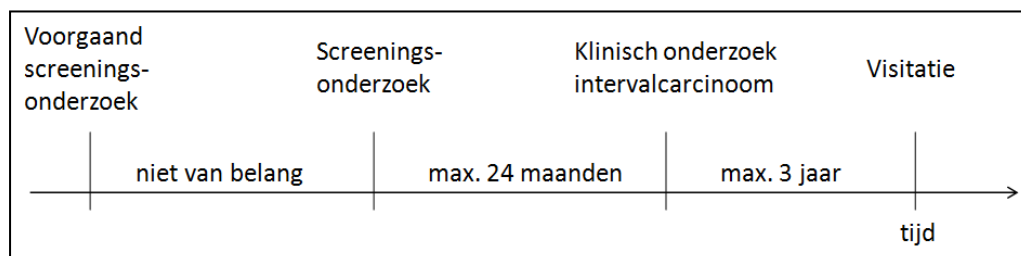 Voorgaand
screenings-
onderzoek
Screenings-
onderzoek
Klinisch onderzoek
intervalcarcinoom
Visitatie
niet van belang
max. 24 maanden
max. 3 jaar
tijd